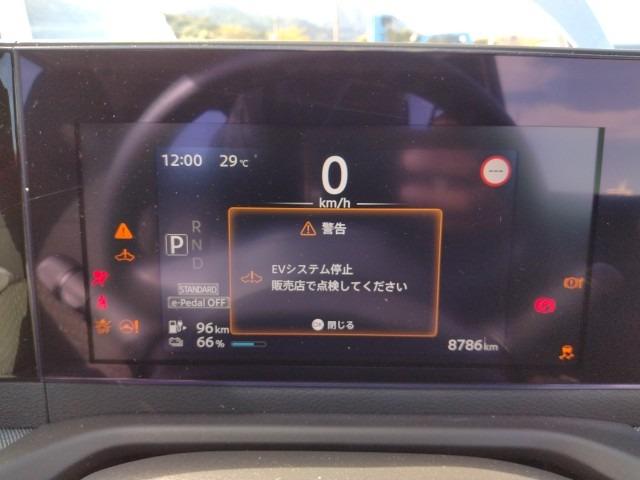 12:00 29℃
0
km/h
---
R
N
D
P
警告
EVシステム停止
販売店で点検してください
OK 閉じる
STANDARD
e-Pedal OFF
96km
66%
8786km